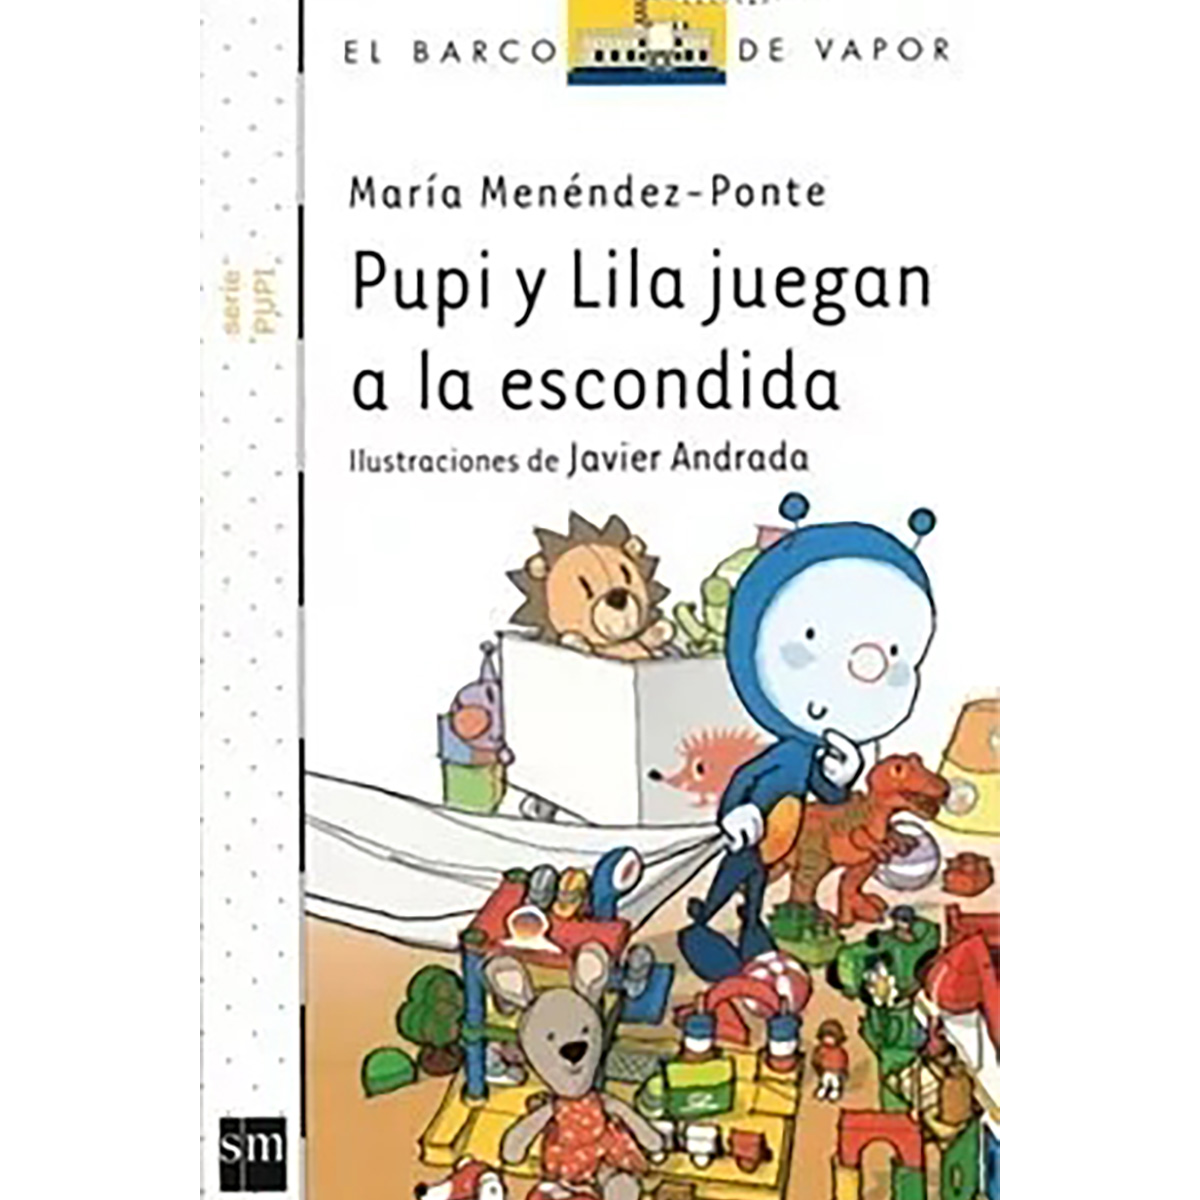 EL BARCO DE VAPOR
María Menéndez-Ponte
Pupi y Lila juegan
a la escondida
Ilustraciones de Javier Andrada
serie
PUPI
sm